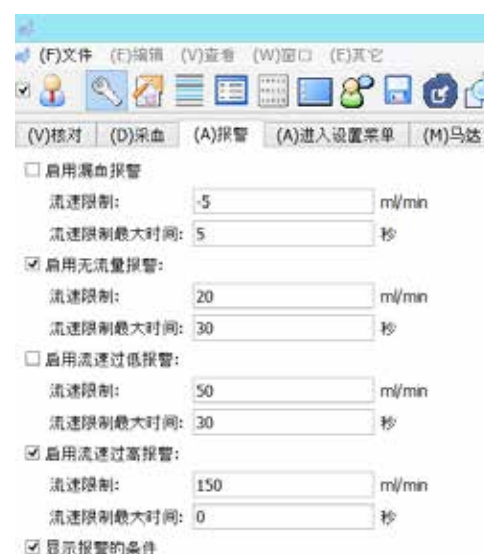 (F)文件 (E)编辑 (V)查看 (W)窗口 (E)其它
(V)核对 (D)采血 (A)报警 (A)进入设置菜单 (M)马达
启用漏血报警
流速限制: -5 ml/min
流速限制最大时间: 5 秒
启用无流量报警:
流速限制: 20 ml/min
流速限制最大时间: 30 秒
启用流速过低报警:
流速限制: 50 ml/min
流速限制最大时间: 30 秒
启用流速过高报警:
流速限制: 150 ml/min
流速限制最大时间: 0 秒
显示报警的条件